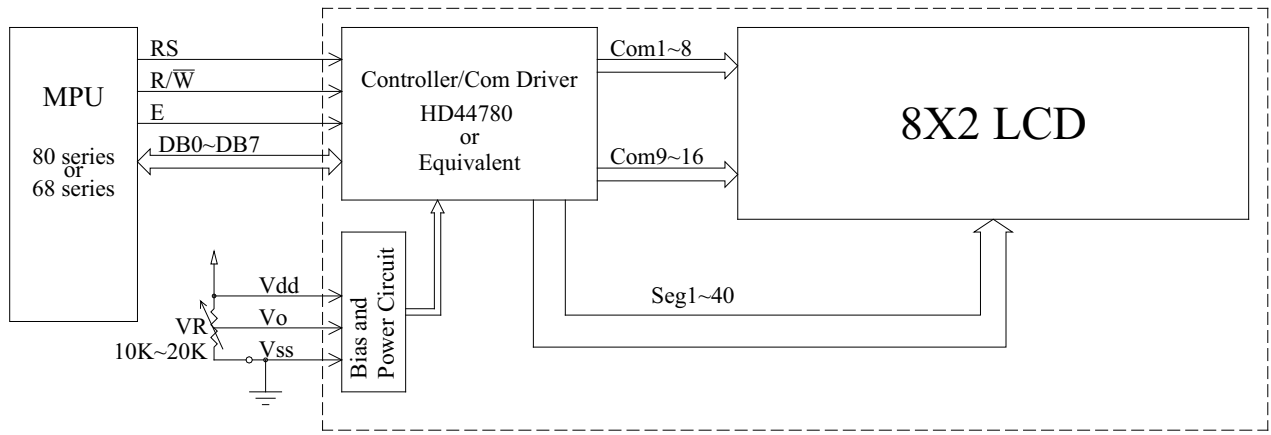 MPU
80 series
or
68 series
RS
R/W̅
E
DB0~DB7
Controller/Com Driver
HD44780
or
Equivalent
Com1~8
Com9~16
8X2 LCD
Vdd
Vo
Vss
VR
10K~20K
Bias and
Power Circuit
Seg1~40